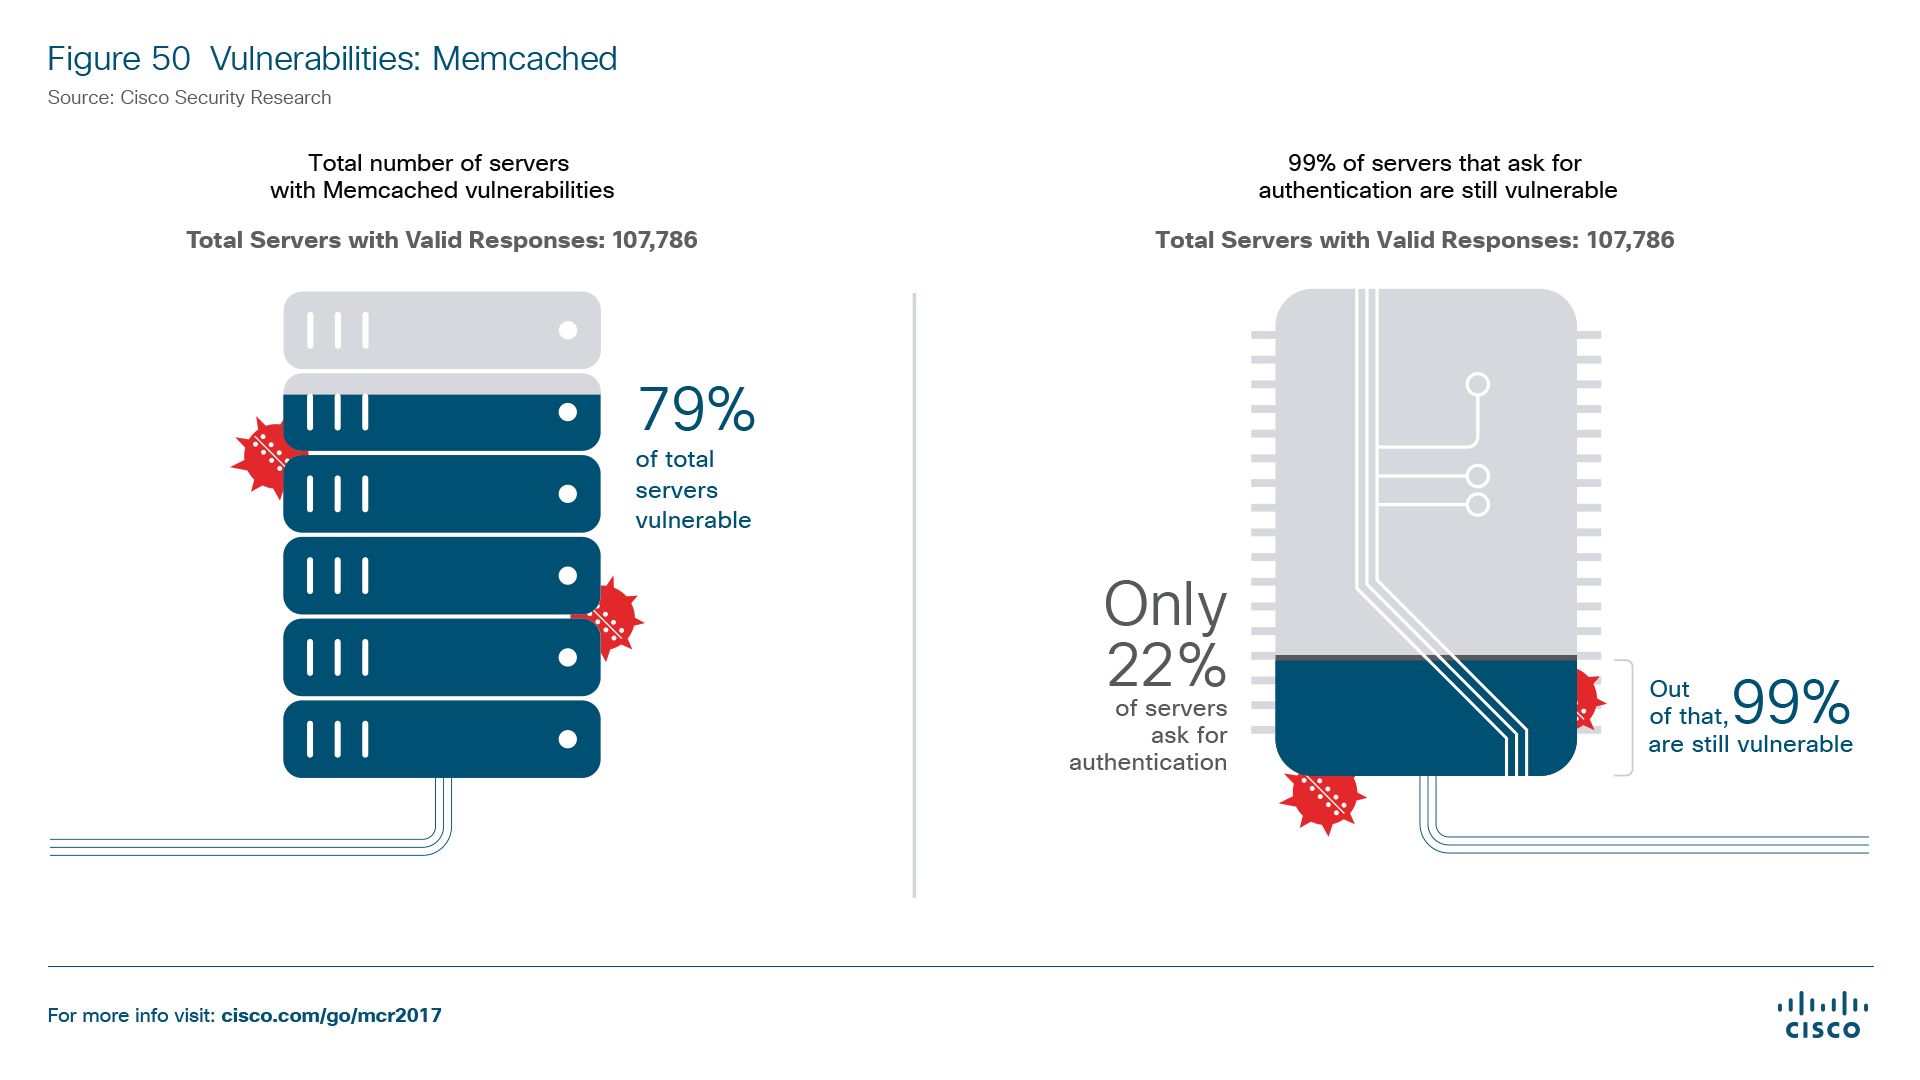 Figure 50 Vulnerabilities: Memcached
Source: Cisco Security Research
Total number of servers
with Memcached vulnerabilities
Total Servers with Valid Responses: 107,786
79%
of total
servers
vulnerable
99% of servers that ask for
authentication are still vulnerable
Total Servers with Valid Responses: 107,786
Only
22%
of servers
ask for
authentication
Out
of that, 99%
are still vulnerable
For more info visit: cisco.com/go/mcr2017
CISCO